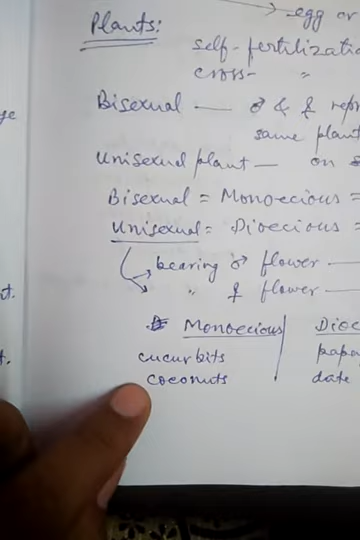 egg or
Plants:
self-fertilizatio
cross- "
Bisexual — ♂ & ♀ repr
same plant
Unisexual plant — on
Bisexual = Monoecious =
Unisexual = Dioecious =
bearing ♂ flower —
" ♀ flower —
Monoecious Dioec
cucurbits papa
coconuts date